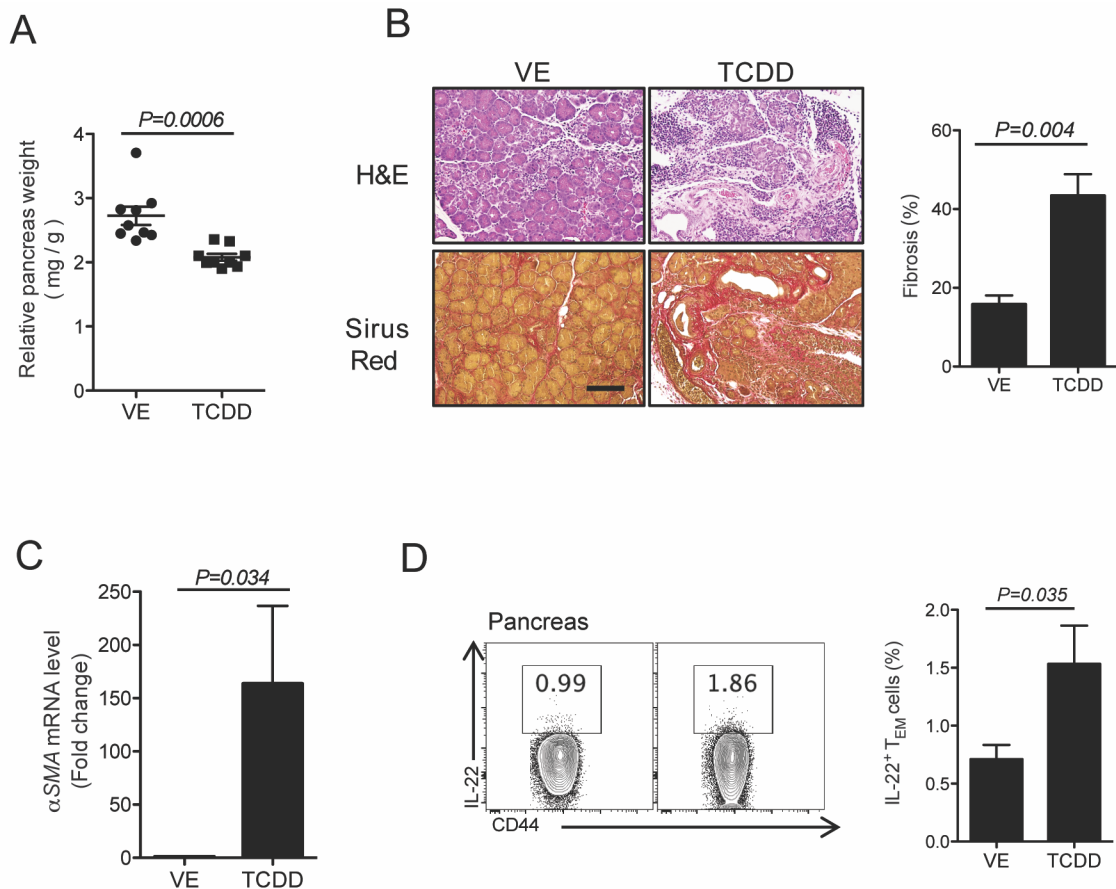 A
P=0.0006
Relative pancreas weight
( mg / g )
4
3
2
1
0
VE
TCDD
B
VE
TCDD
H&E
Sirus
Red
P=0.004
Fibrosis (%)
60
40
20
0
VE
TCDD
C
P=0.034
αSMA mRNA level
(Fold change)
250
200
150
100
50
0
VE
TCDD
D
Pancreas
0.99
1.86
IL-22
CD44
P=0.035
IL-22+ TEM cells (%)
2.0
1.5
1.0
0.5
0.0
VE
TCDD